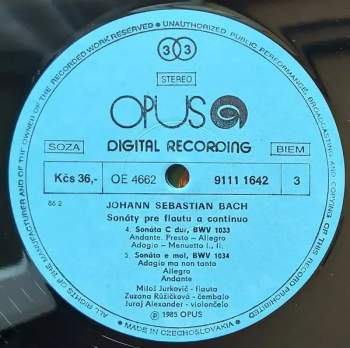 ALL RIGHTS OF THE MANUFACTURER AND OF THE OWNER OF THE RECORDED WORK RESERVED • UNAUTHORIZED PUBLIC PERFORMANCE, BROADCASTING AND COPYING OF THIS RECORD PROHIBITED
33
STEREO
OPUS
DIGITAL RECORDING
SOZA
BIEM
Kčs 36,- OE 4662 9111 1642 3
86 2
JOHANN SEBASTIAN BACH
Sonáty pre flautu a continuo
4. Sonáta C dur, BWV 1033
Andante. Presto – Allegro
Adagio – Menuetto I., II.
5. Sonáta e mol, BWV 1034
Adagio ma non tanto
Allegro
Andante
Miloš Jurkovič – flauta
Zuzana Růžičková – čembalo
Juraj Alexander – violončelo
Ⓟ 1985 OPUS
MADE IN CZECHOSLOVAKIA